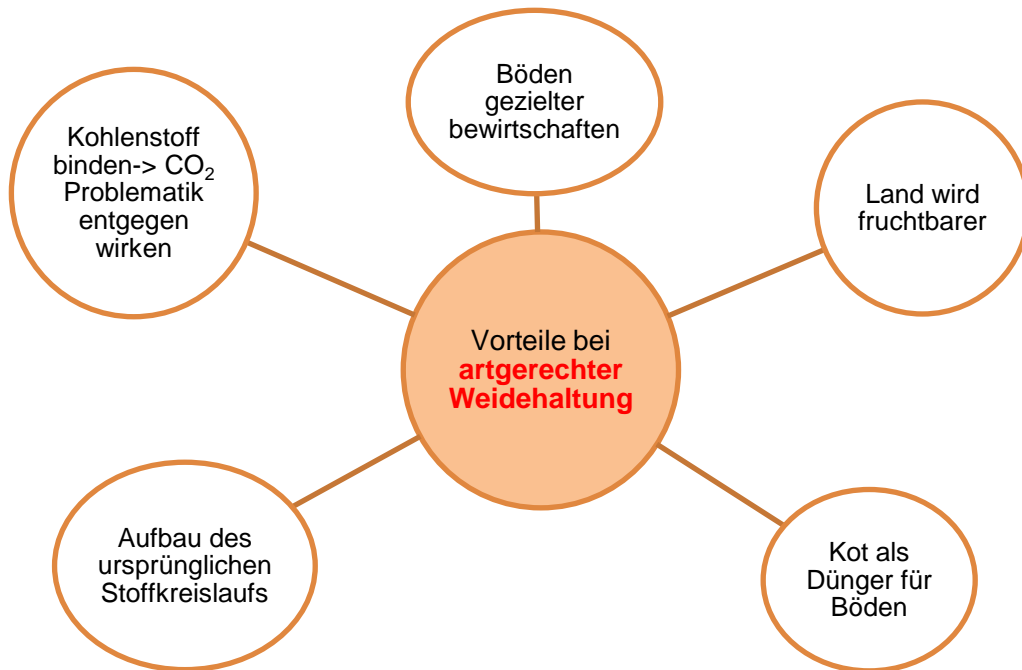 Böden
gezielter
bewirtschaften
Kohlenstoff
binden-> CO₂
Problematik
entgegen
wirken
Land wird
fruchtbarer
Vorteile bei
artgerechter
Weidehaltung
Aufbau des
ursprünglichen
Stoffkreislaufs
Kot als
Dünger für
Böden